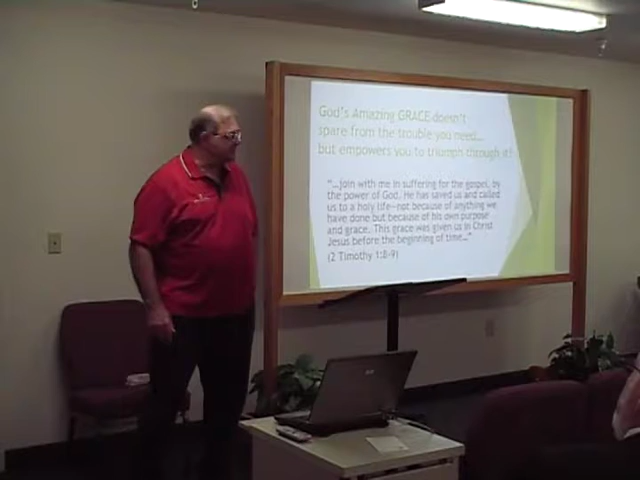 God's Amazing GRACE doesn't
spare from the trouble you need...
but empowers you to triumph through it!
"…join with me in suffering for the gospel, by
the power of God. He has saved us and called
us to a holy life—not because of anything we
have done but because of his own purpose
and grace. This grace was given us in Christ
Jesus before the beginning of time…"
(2 Timothy 1:8-9)